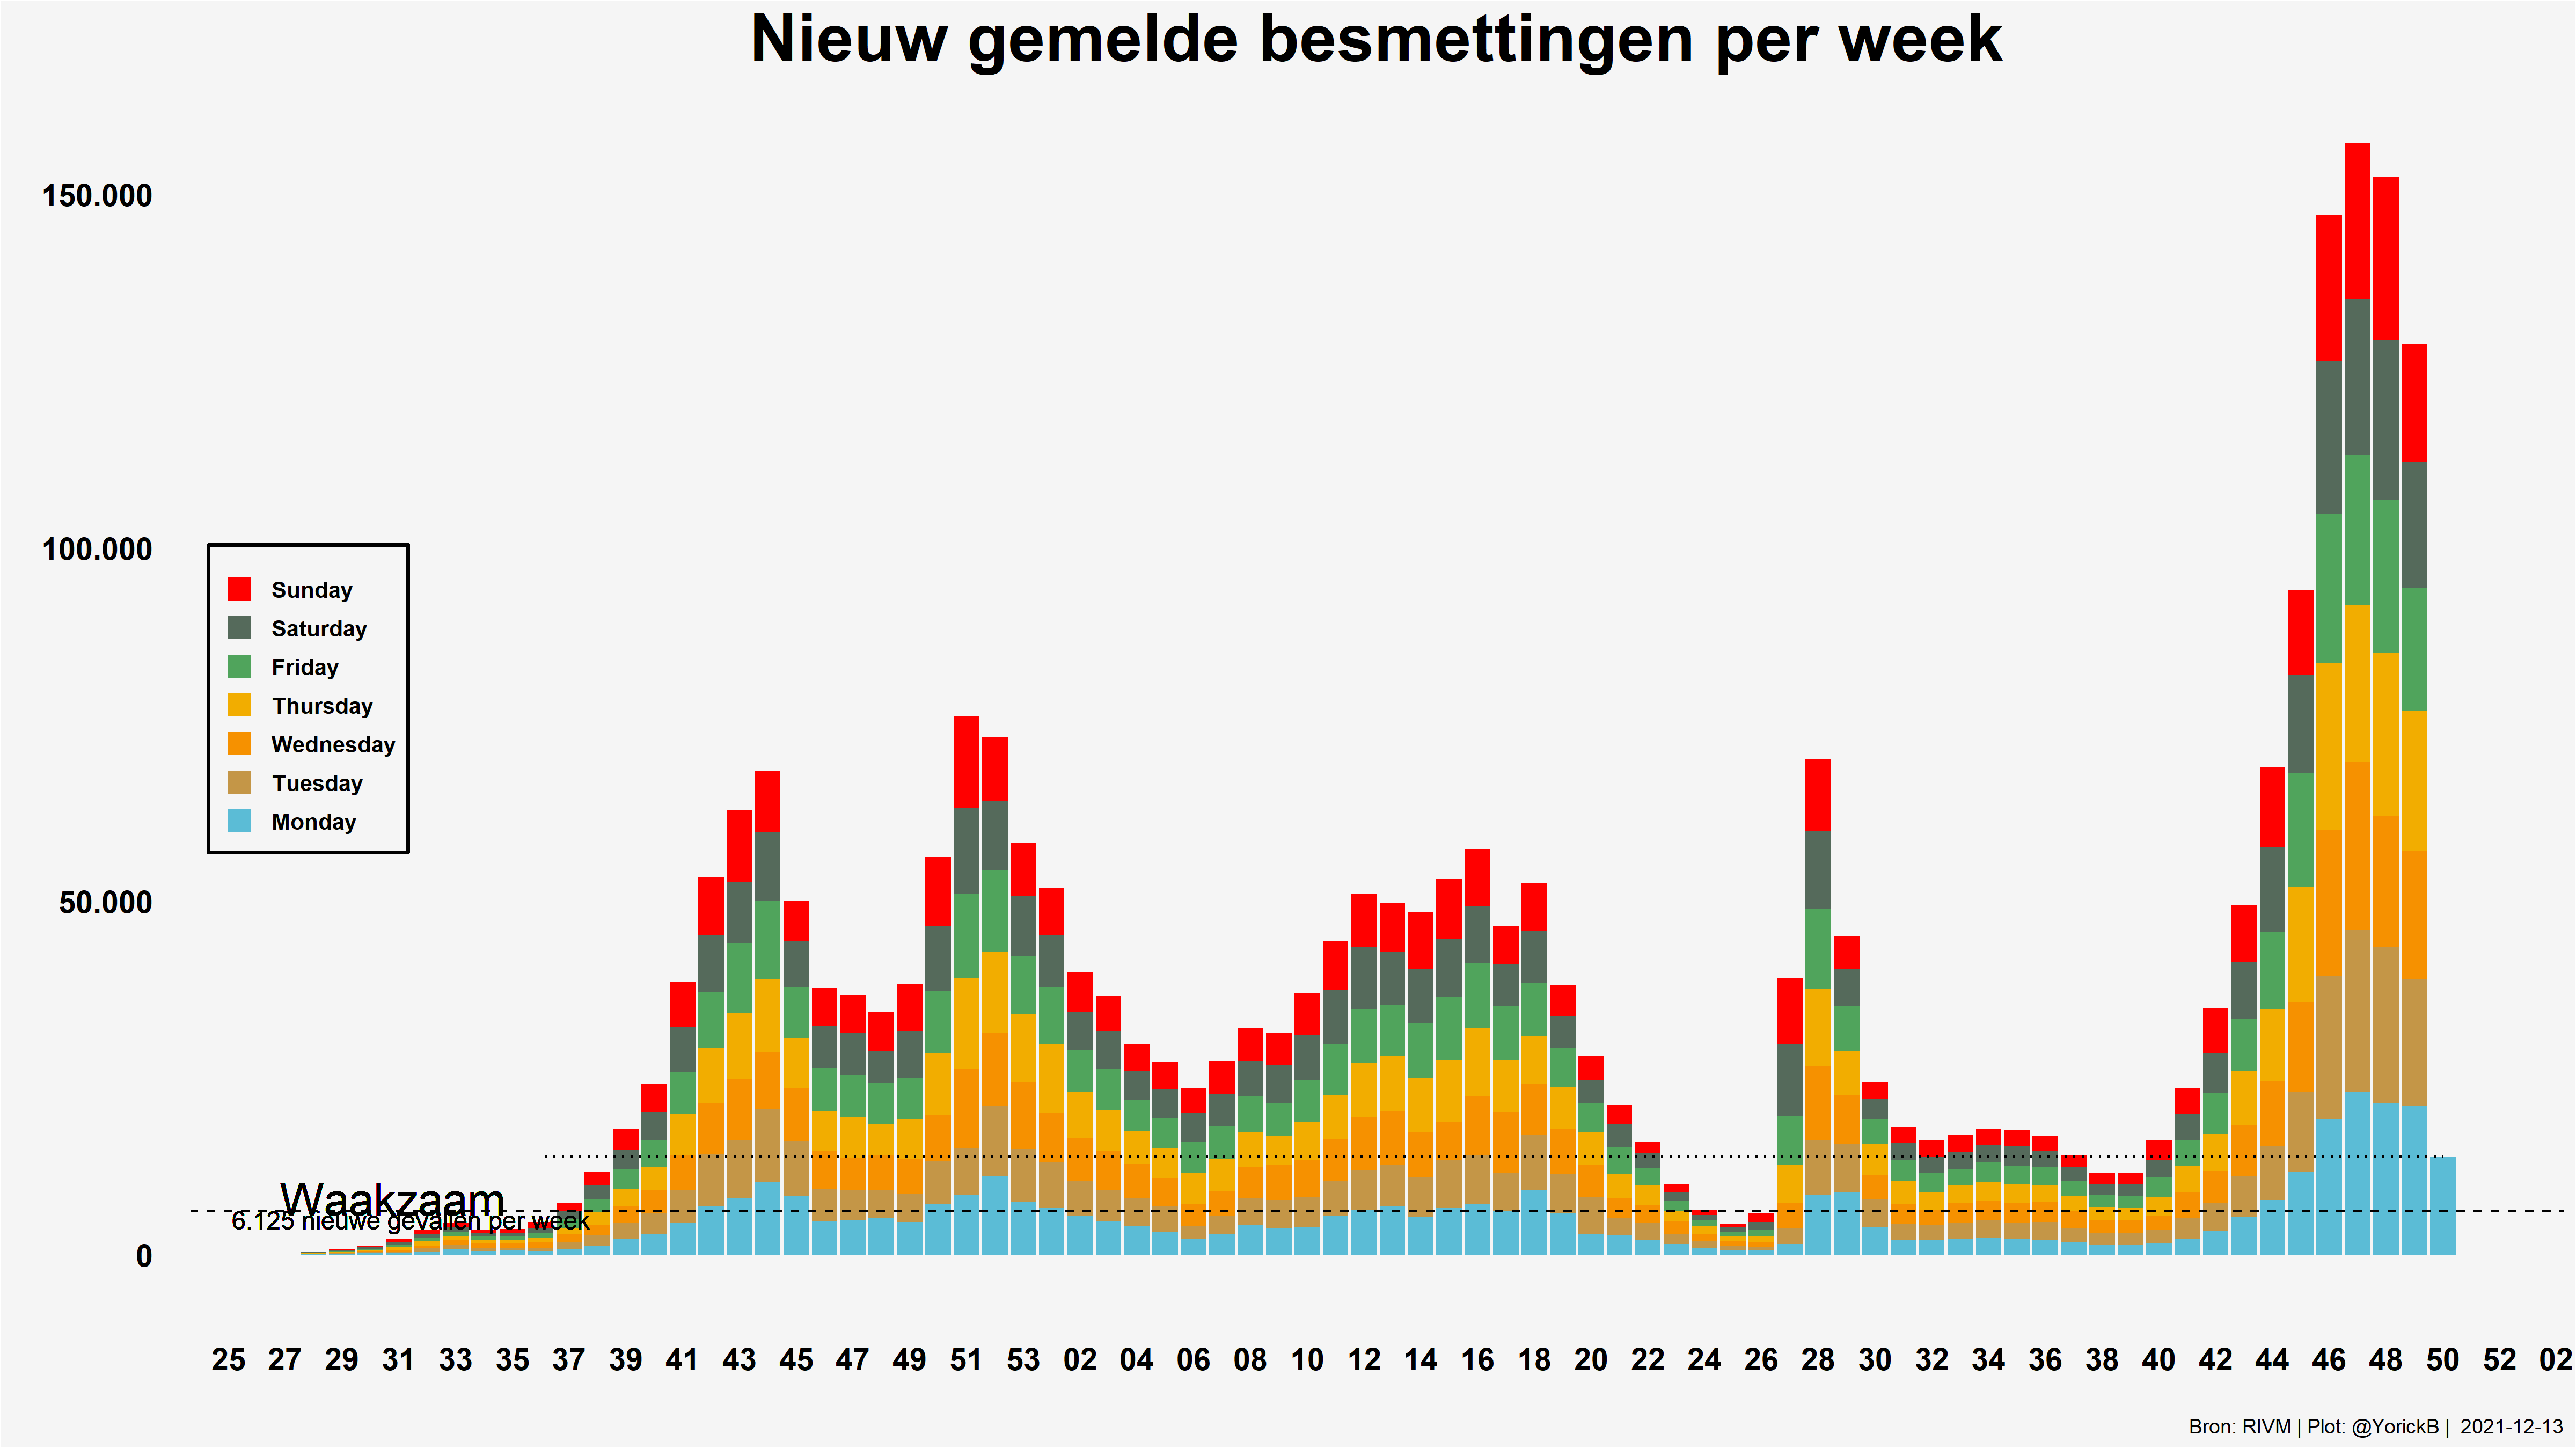 Nieuw gemelde besmettingen per week
150.000
100.000
50.000
0
Sunday
Saturday
Friday
Thursday
Wednesday
Tuesday
Monday
Waakzaam
6.125 nieuwe gevallen per week
25 27 29 31 33 35 37 39 41 43 45 47 49 51 53 02 04 06 08 10 12 14 16 18 20 22 24 26 28 30 32 34 36 38 40 42 44 46 48 50 52 02
Bron: RIVM | Plot: @YorickB | 2021-12-13